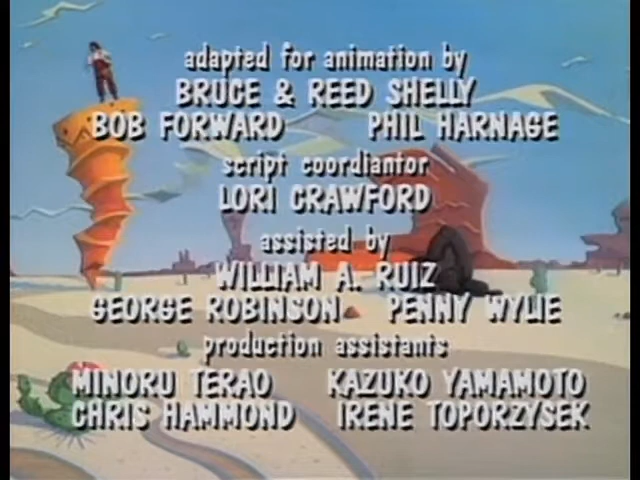 adapted for animation by
BRUCE & REED SHELLY
BOB FORWARD PHIL HARNAGE
script coordiantor
LORI CRAWFORD
assisted by
WILLIAM A. RUIZ
GEORGE ROBINSON PENNY WYLIE
production assistants
MINORU TERAO KAZUKO YAMAMOTO
CHRIS HAMMOND IRENE TOPORZYSEK